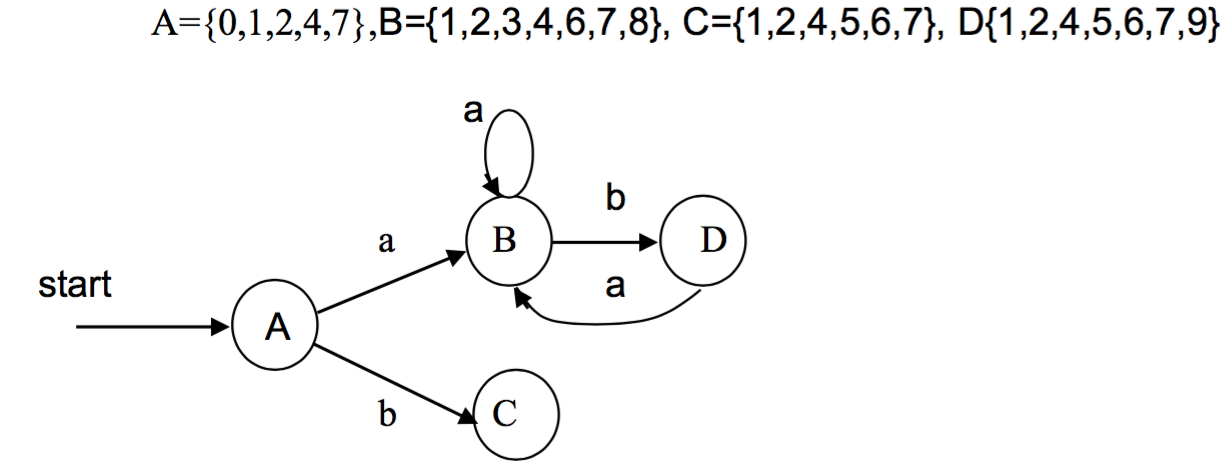 A={0,1,2,4,7},B={1,2,3,4,6,7,8}, C={1,2,4,5,6,7}, D{1,2,4,5,6,7,9}
a
b
a
B
D
start
a
A
b
C